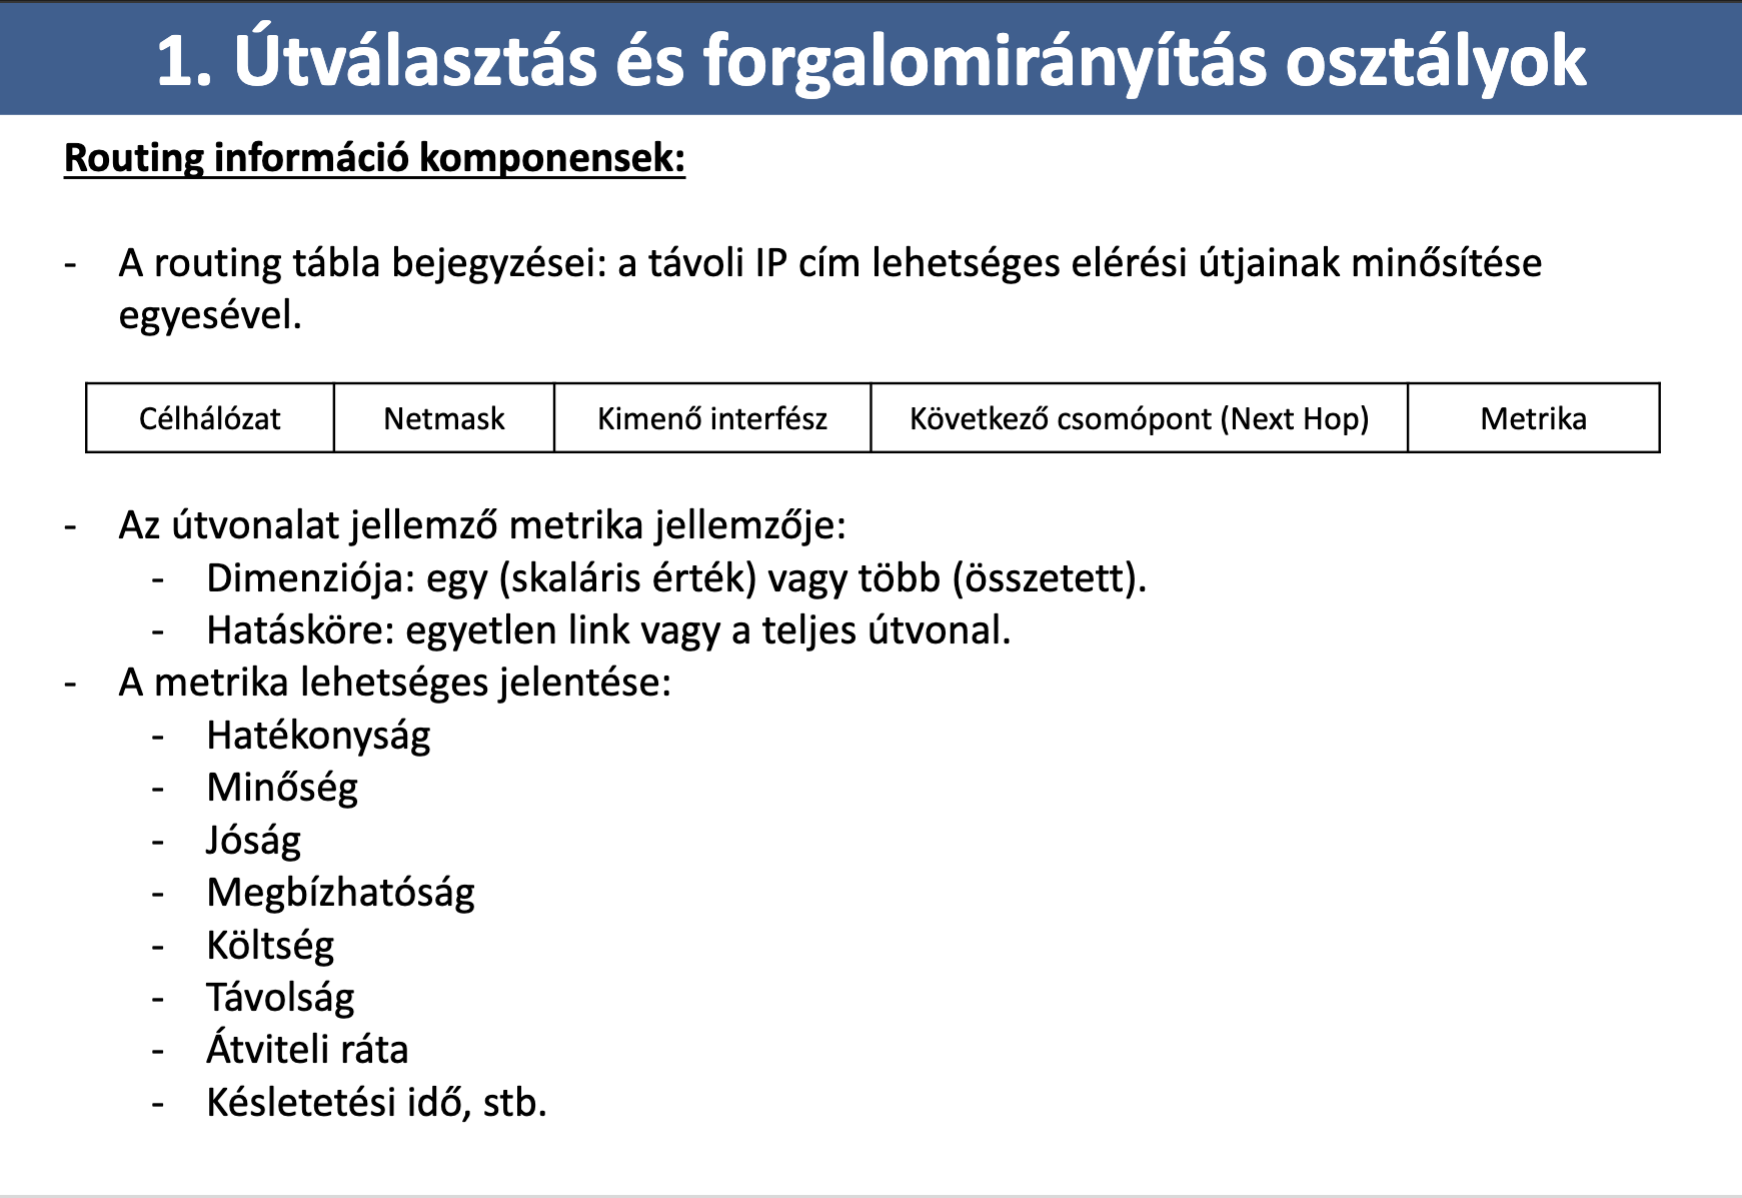 1. Útválasztás és forgalomirányítás osztályok
Routing információ komponensek:
- A routing tábla bejegyzései: a távoli IP cím lehetséges elérési útjainak minősítése
egyesével.
Célhálózat Netmask Kimenő interfész Következő csomópont (Next Hop) Metrika
- Az útvonalat jellemző metrika jellemzője:
- Dimenziója: egy (skaláris érték) vagy több (összetett).
- Hatásköre: egyetlen link vagy a teljes útvonal.
- A metrika lehetséges jelentése:
- Hatékonyság
- Minőség
- Jóság
- Megbízhatóság
- Költség
- Távolság
- Átviteli ráta
- Késletetési idő, stb.